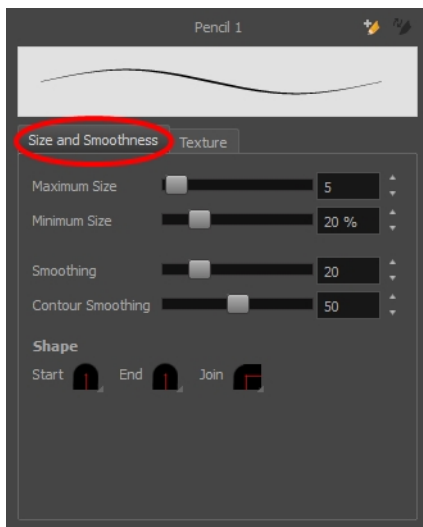 Pencil 1
Size and Smoothness Texture
Maximum Size 5
Minimum Size 20 %
Smoothing 20
Contour Smoothing 50
Shape
Start End Join